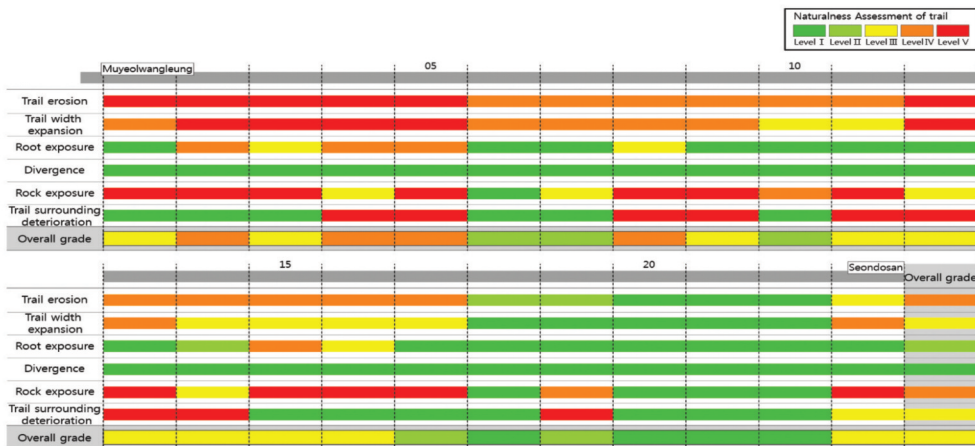 Naturalness Assessment of trail
Level Ⅰ Level Ⅱ Level Ⅲ Level Ⅳ Level Ⅴ
Muyeolwangleung 05 10
Trail erosion
Trail width
expansion
Root exposure
Divergence
Rock exposure
Trail surrounding
deterioration
Overall grade
15 20 Seondosan Overall grade
Trail erosion
Trail width
expansion
Root exposure
Divergence
Rock exposure
Trail surrounding
deterioration
Overall grade